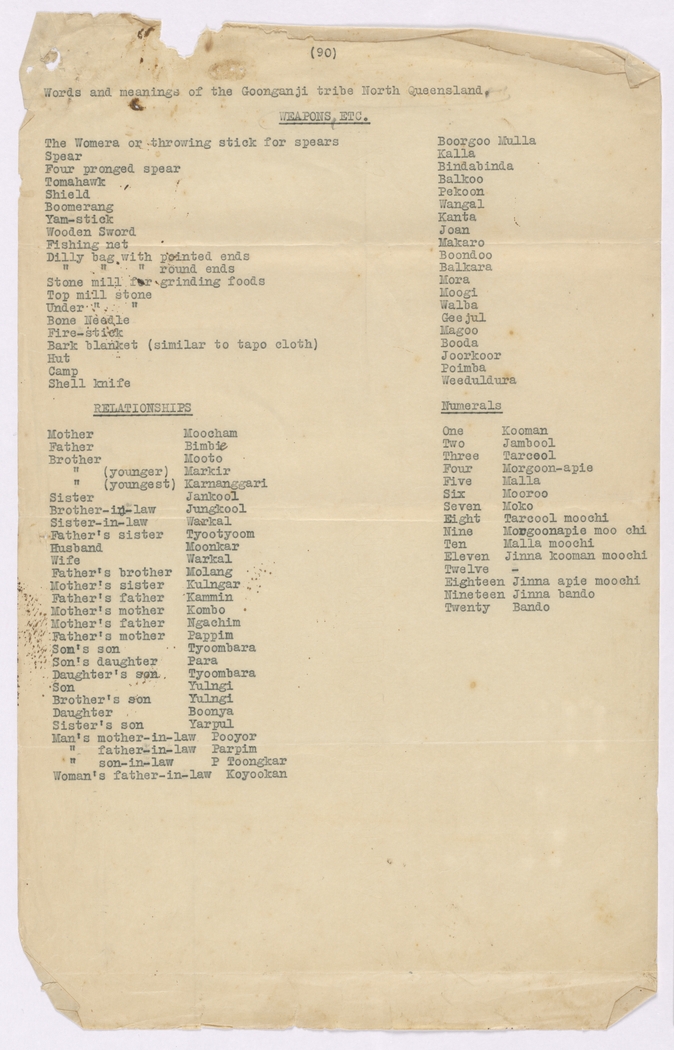 (90)
Words and meanings of the Goonganji tribe North Queensland.
WEAPONS, ETC.
The Womera or throwing stick for spears Boorgoo Mulla
Spear Kalla
Four pronged spear Bindabinda
Tomahawk Balkoo
Shield Pekoon
Boomerang Wangal
Yam-stick Kanta
Wooden Sword Joan
Fishing net Makaro
Dilly bag with pointed ends Boondoo
" " " round ends Balkara
Stone mill for grinding foods Mora
Top mill stone Moogi
Under " " Walba
Bone Needle Geejul
Fire-stick Magoo
Bark blanket (similar to tapo cloth) Booda
Hut Joorkoor
Camp Poimba
Shell knife Weeduldura
RELATIONSHIPS
Mother Moocham
Father Bimbie
Brother Mooto
" (younger) Markir
" (youngest) Karnanggari
Sister Jankool
Brother-in-law Jungkool
Sister-in-law Warkal
Father's sister Tyootyoom
Husband Moonkar
Wife Warkal
Father's brother Molang
Mother's sister Kulngar
Father's father Kammin
Mother's mother Kombo
Mother's father Ngachim
Father's mother Pappim
Son's son Tyoombara
Son's daughter Para
Daughter's son Tyoombara
Son Yulngi
Brother's son Yulngi
Daughter Boonya
Sister's son Yarpul
Man's mother-in-law Pooyor
" father-in-law Parpim
" son-in-law P Toongkar
Woman's father-in-law Koyookan
Numerals
One Kooman
Two Jambool
Three Tarcool
Four Morgoon-apie
Five Malla
Six Mooroo
Seven Moko
Eight Tarcool moochi
Nine Morgoonapie moo chi
Ten Malla moochi
Eleven Jinna kooman moochi
Twelve -
Eighteen Jinna apie moochi
Nineteen Jinna bando
Twenty Bando